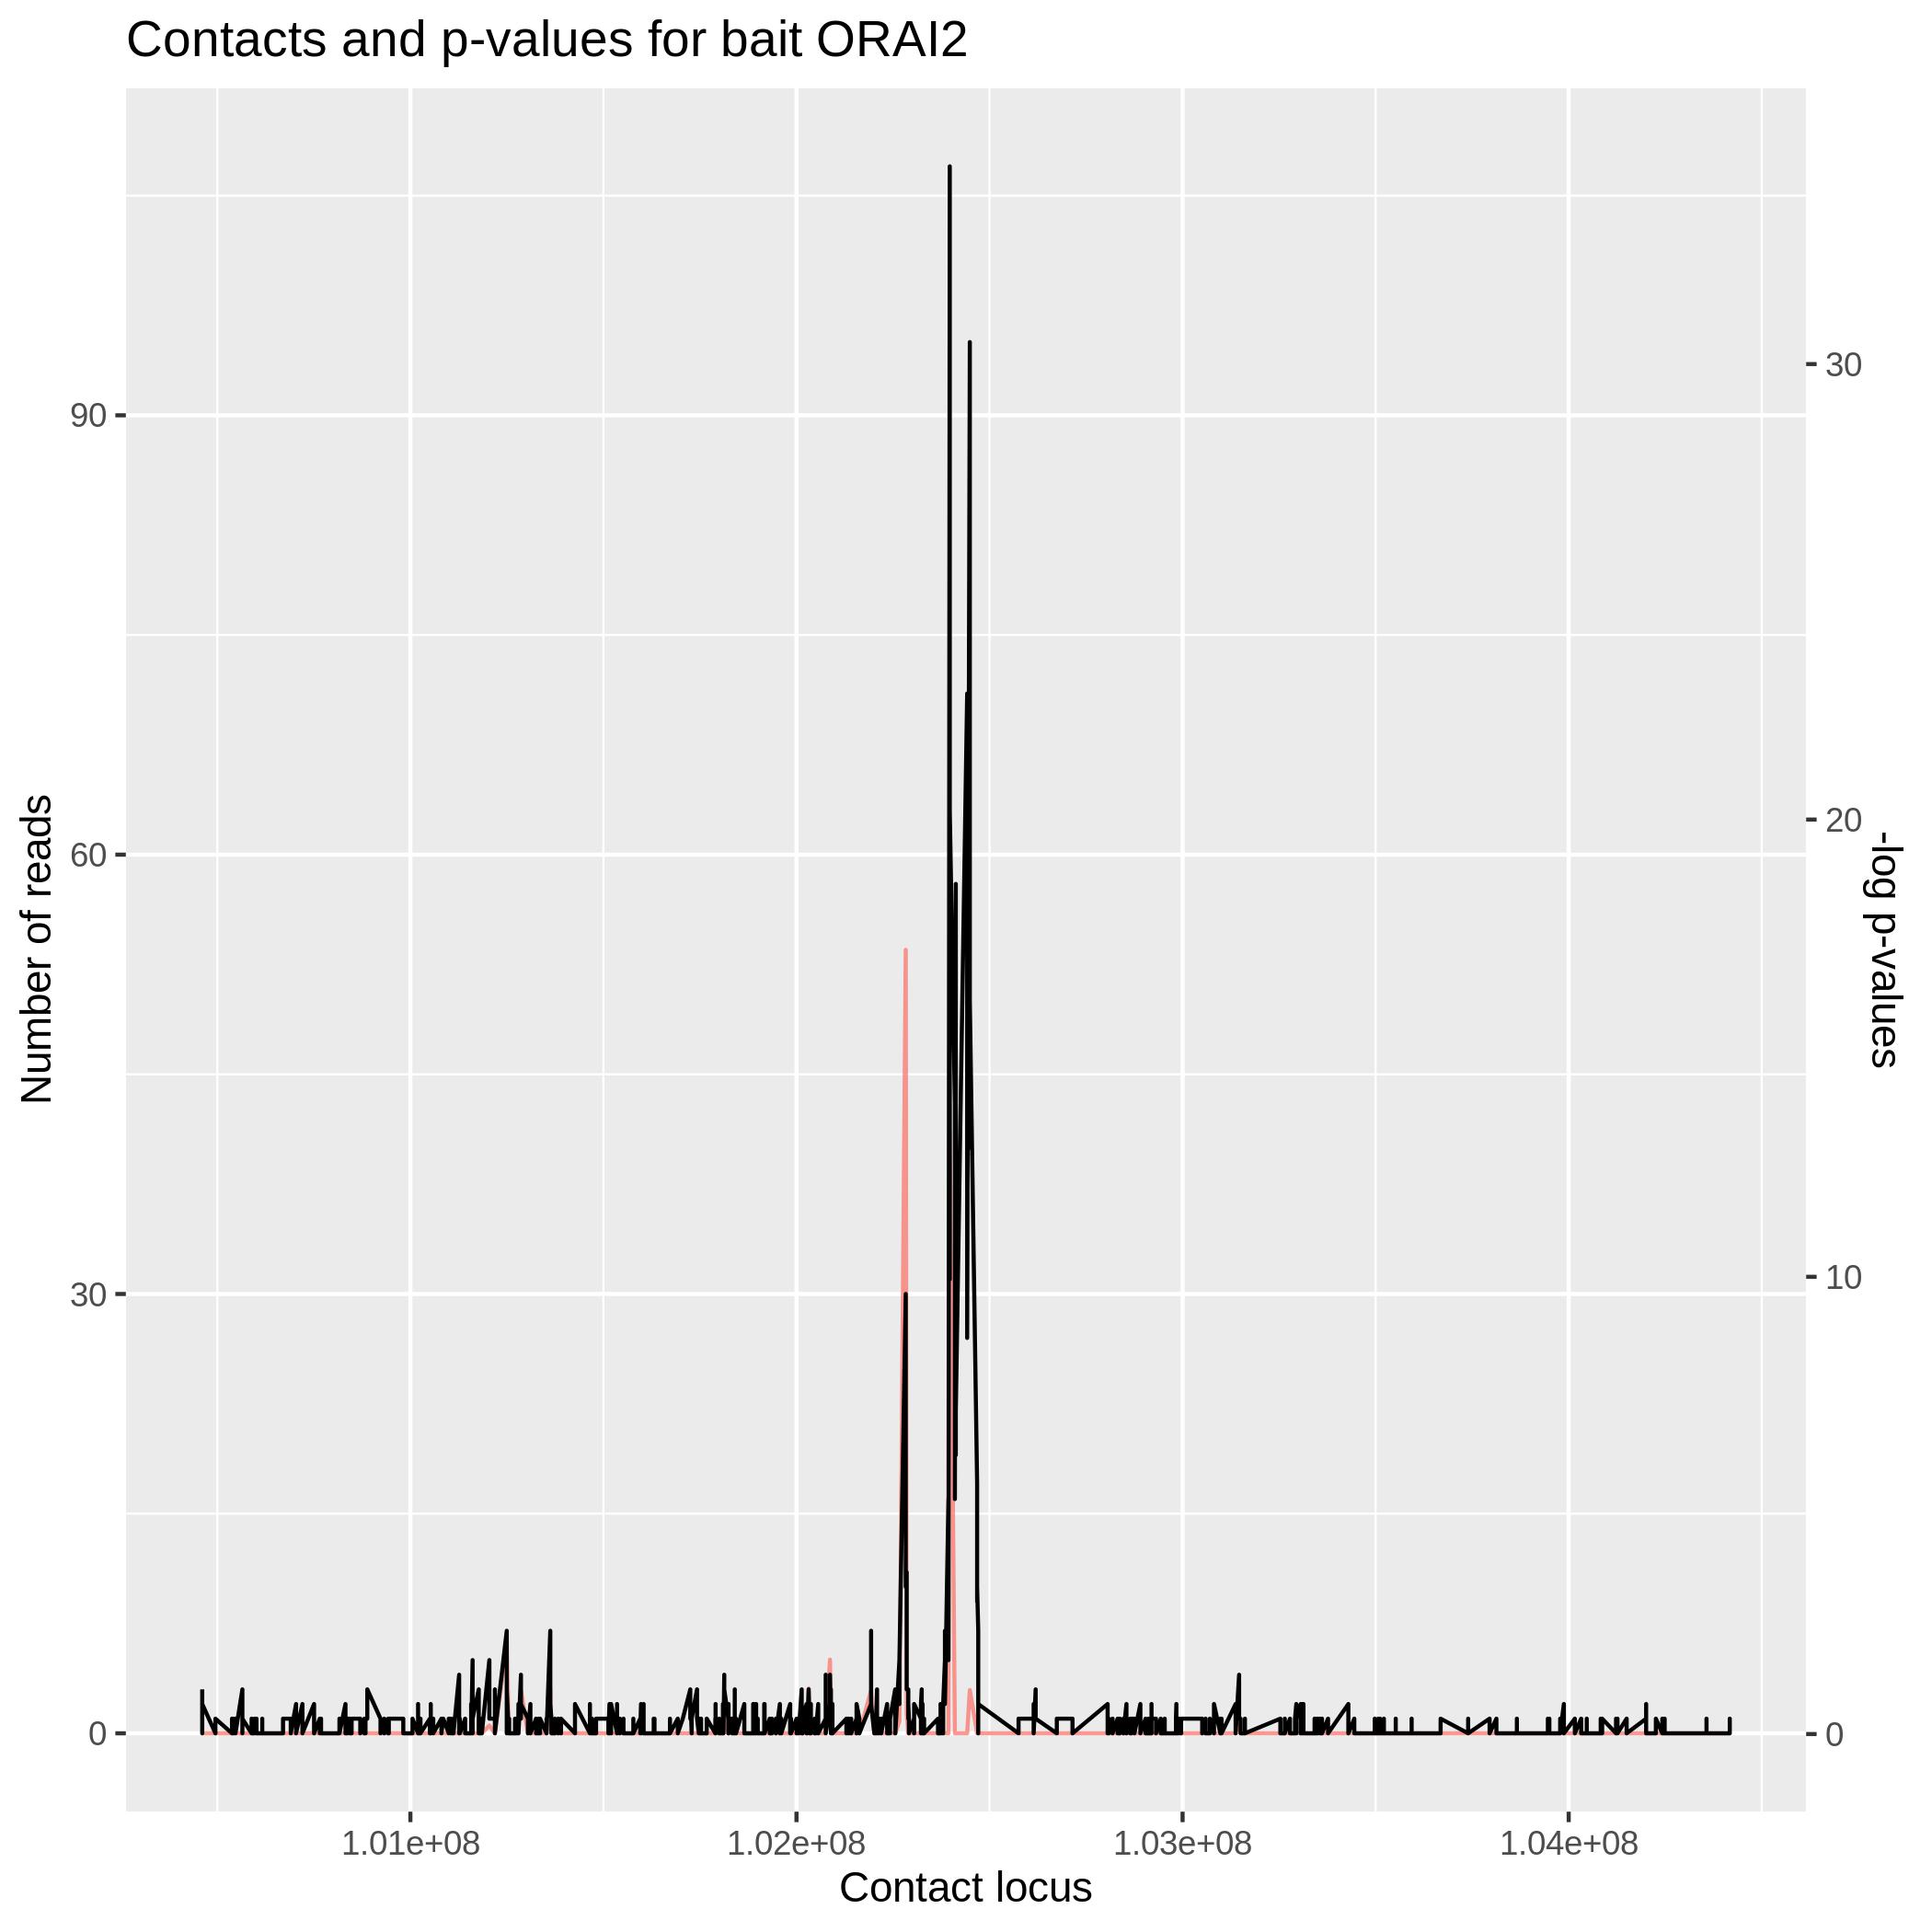 Contacts and p-values for bait ORAI2
Number of reads
90
60
30
0
30
20
10
0
-log p-values
1.01e+08
1.02e+08
1.03e+08
1.04e+08
Contact locus